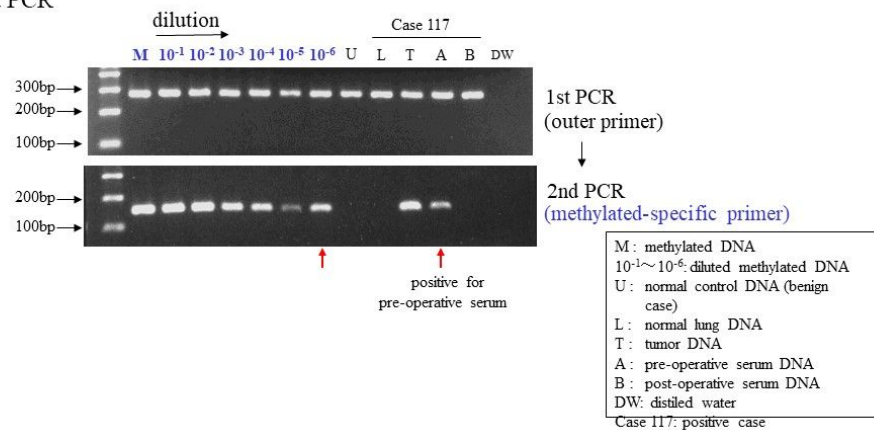 PCR
dilution
Case 117
M 10-1 10-2 10-3 10-4 10-5 10-6 U L T A B DW
300bp
200bp
100bp
1st PCR
(outer primer)
200bp
100bp
2nd PCR
(methylated-specific primer)
positive for
pre-operative serum
M : methylated DNA
10-1～10-6: diluted methylated DNA
U : normal control DNA (benign
case)
L : normal lung DNA
T : tumor DNA
A : pre-operative serum DNA
B : post-operative serum DNA
DW: distiled water
Case 117: positive case